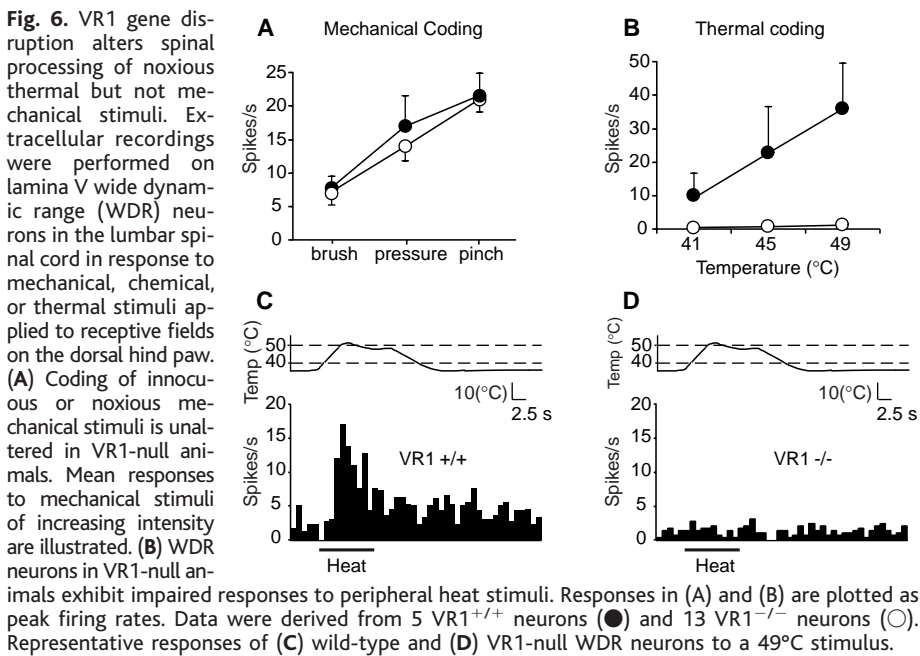 Fig. 6. VR1 gene dis-
ruption alters spinal
processing of noxious
thermal but not me-
chanical stimuli. Ex-
tracellular recordings
were performed on
lamina V wide dynam-
ic range (WDR) neu-
rons in the lumbar spi-
nal cord in response to
mechanical, chemical,
or thermal stimuli ap-
plied to receptive fields
on the dorsal hind paw.
(A) Coding of innocu-
ous or noxious me-
chanical stimuli is unal-
tered in VR1-null ani-
mals. Mean responses
to mechanical stimuli
of increasing intensity
are illustrated. (B) WDR
neurons in VR1-null an-
imals exhibit impaired responses to peripheral heat stimuli. Responses in (A) and (B) are plotted as
peak firing rates. Data were derived from 5 VR1+/+ neurons (●) and 13 VR1−/− neurons (○).
Representative responses of (C) wild-type and (D) VR1-null WDR neurons to a 49°C stimulus.
A
Mechanical Coding
Spikes/s
25
20
15
10
5
0
brush pressure pinch
B
Thermal coding
Spikes/s
50
40
30
20
10
0
41 45 49
Temperature (°C)
C
Temp (°C)
50
40
10(°C)
2.5 s
Spikes/s
20
15
10
5
0
VR1 +/+
Heat
D
Temp (°C)
50
40
10(°C)
2.5 s
Spikes/s
20
15
10
5
0
VR1 -/-
Heat